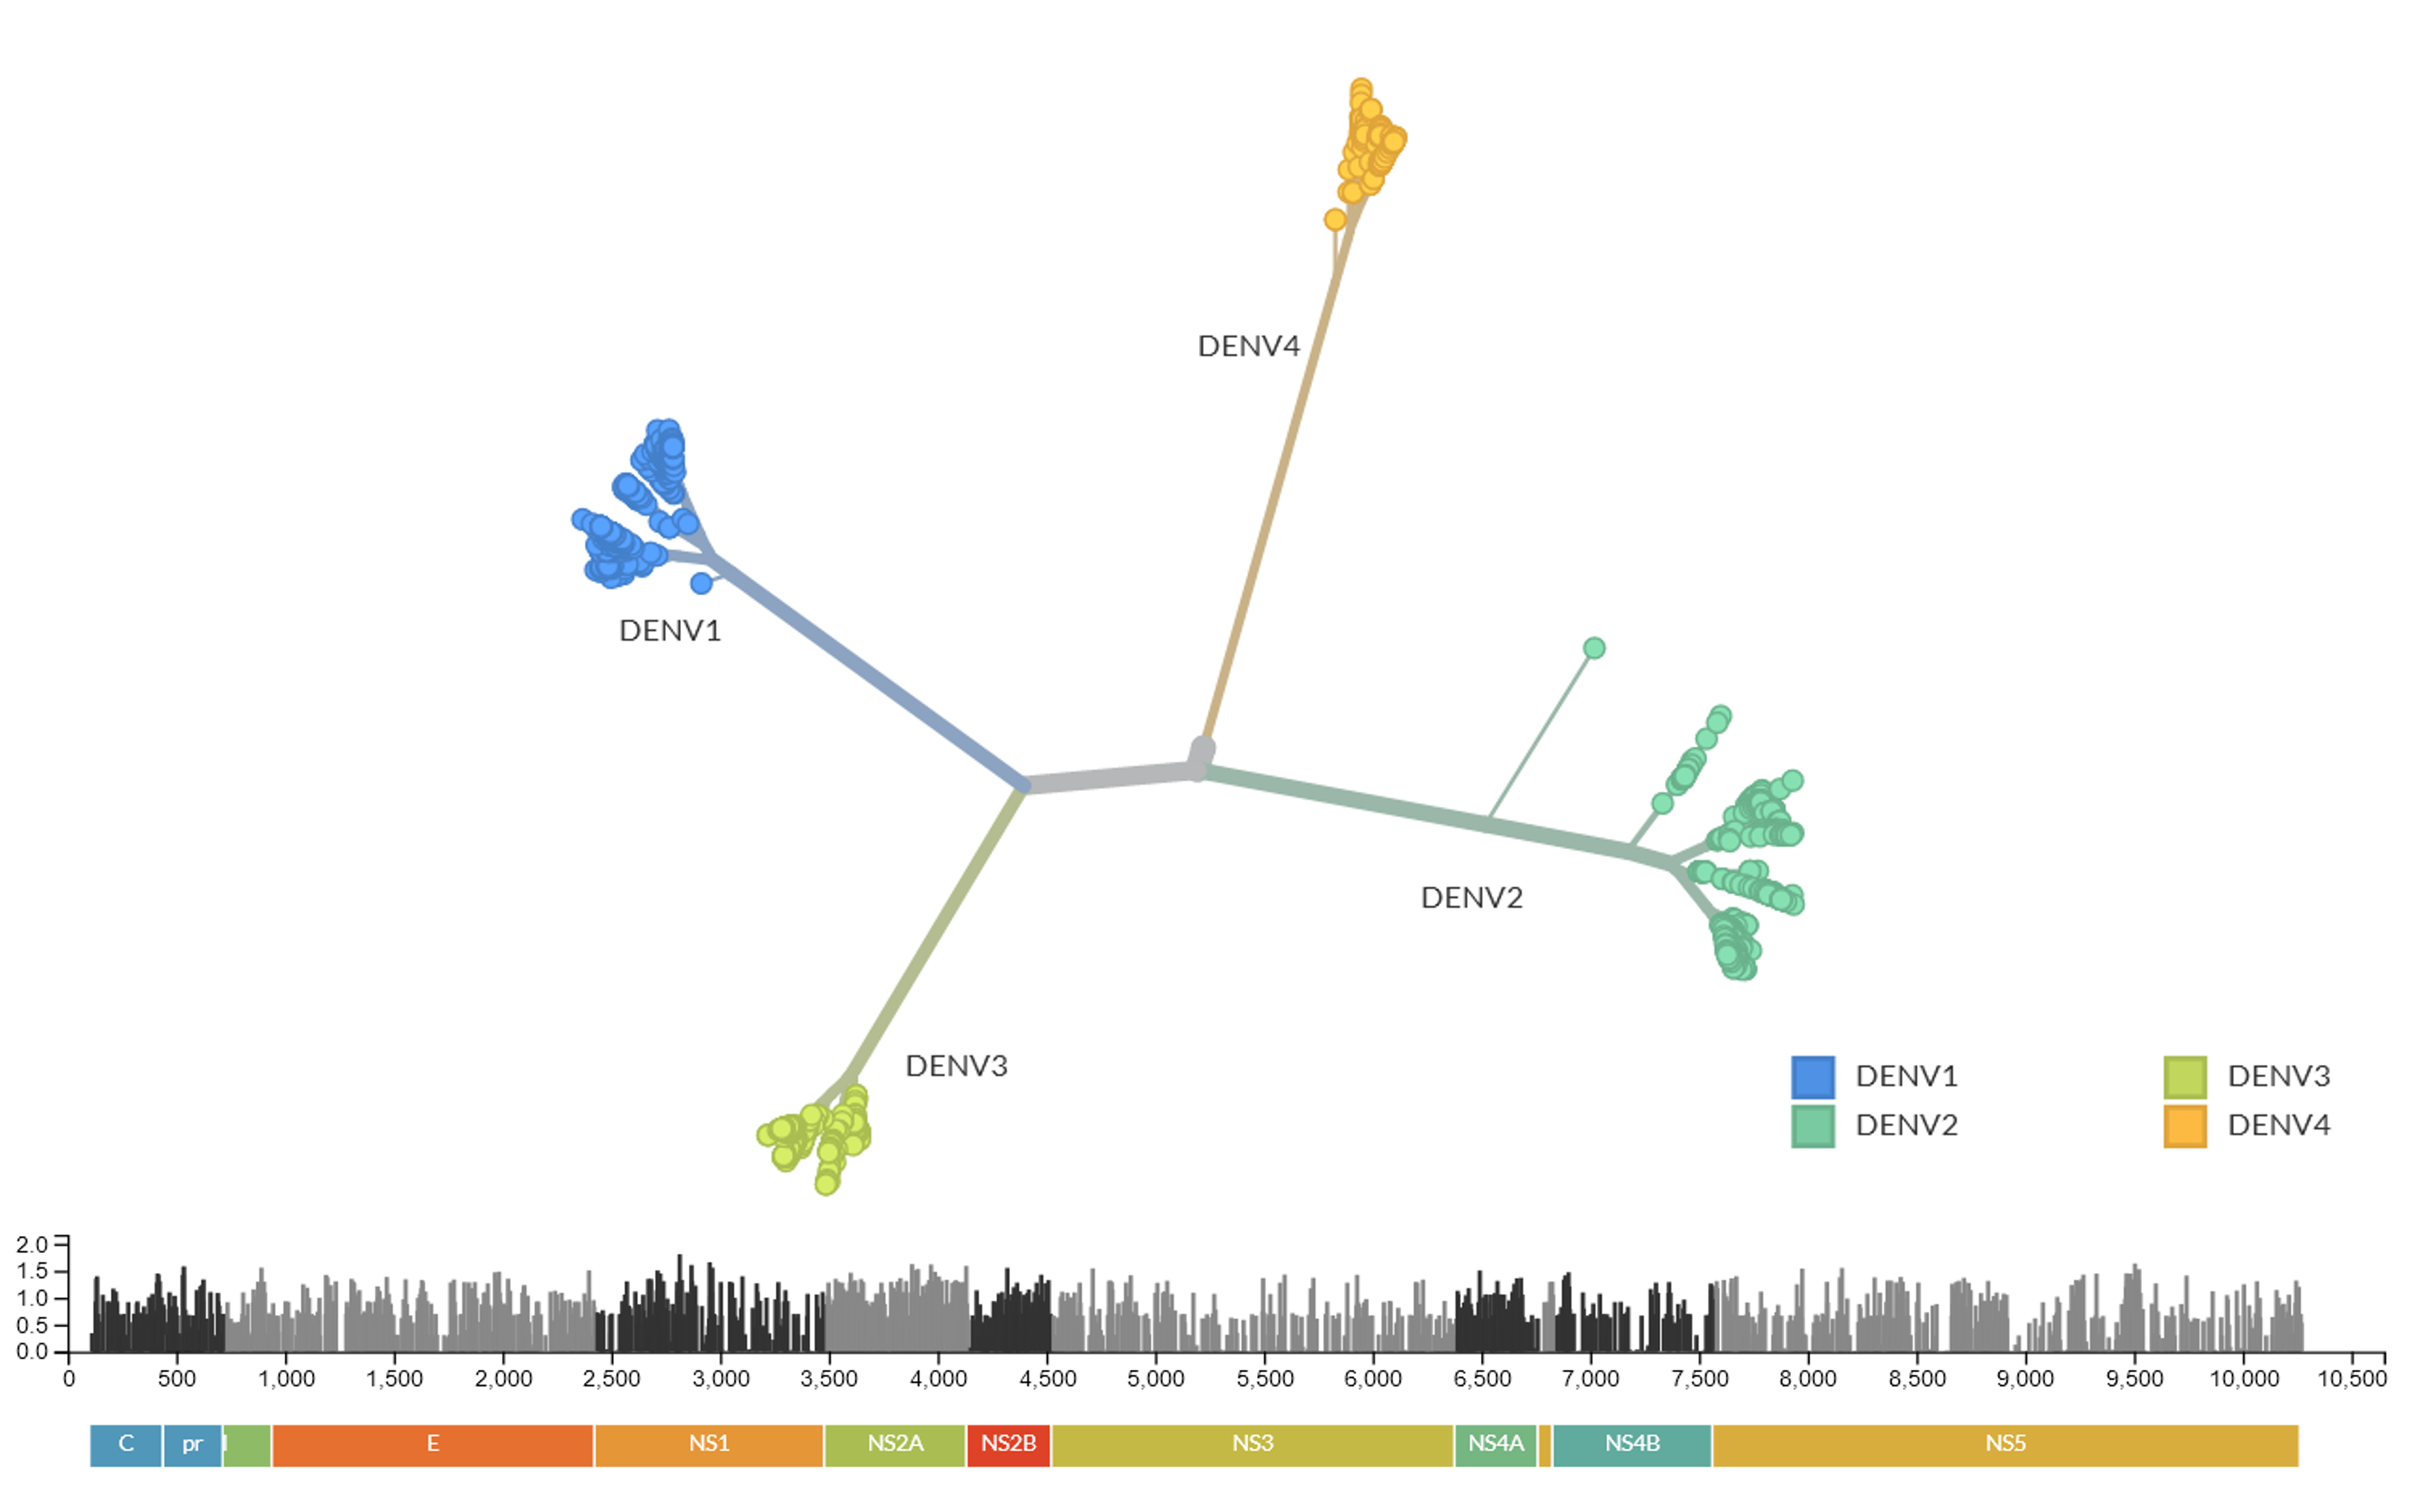 DENV4
DENV1
DENV2
DENV3
DENV1 DENV3
DENV2 DENV4
2.0
1.5
1.0
0.5
0.0
0 500 1,000 1,500 2,000 2,500 3,000 3,500 4,000 4,500 5,000 5,500 6,000 6,500 7,000 7,500 8,000 8,500 9,000 9,500 10,000 10,500
C pr E NS1 NS2A NS2B NS3 NS4A NS4B NS5